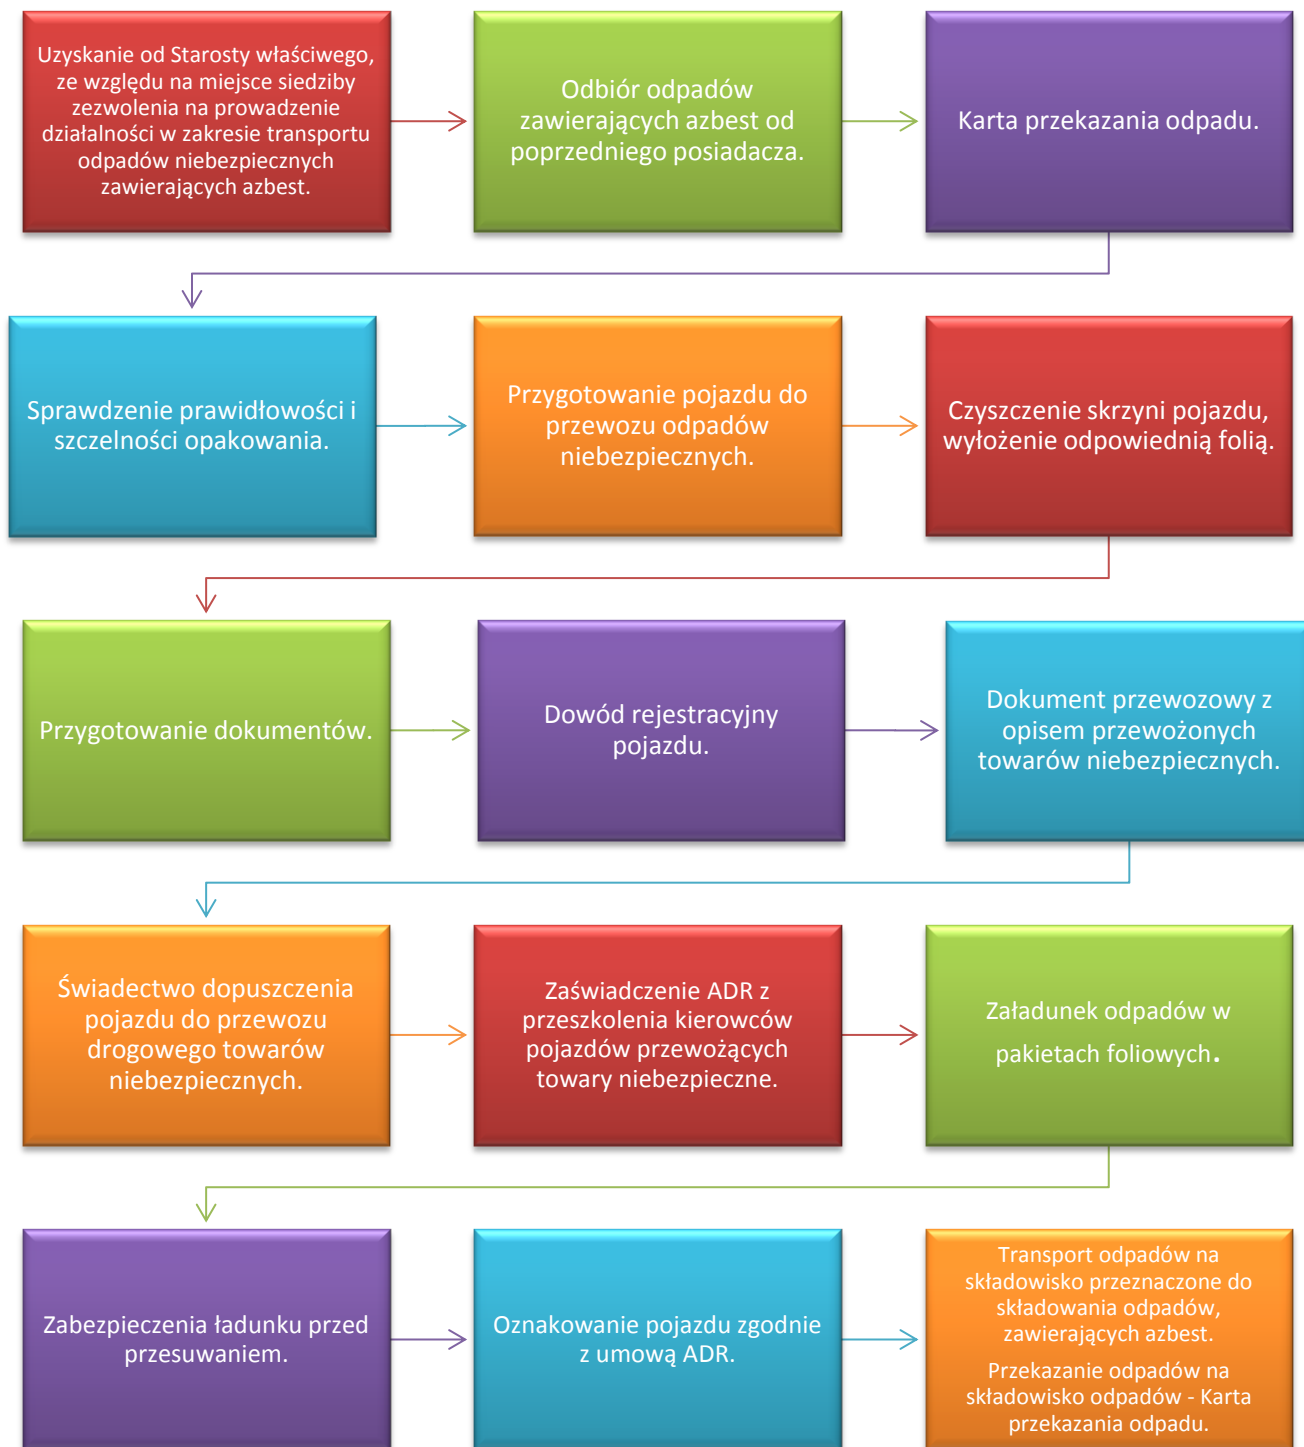 Uzyskanie od Starosty właściwego,
ze względu na miejsce siedziby
zezwolenia na prowadzenie
działalności w zakresie transportu
odpadów niebezpiecznych
zawierających azbest.
Odbiór odpadów
zawierających azbest od
poprzedniego posiadacza.
Karta przekazania odpadu.
Sprawdzenie prawidłowości i
szczelności opakowania.
Przygotowanie pojazdu do
przewozu odpadów
niebezpiecznych.
Czyszczenie skrzyni pojazdu,
wyłożenie odpowiednią folią.
Przygotowanie dokumentów.
Dowód rejestracyjny
pojazdu.
Dokument przewozowy z
opisem przewożonych
towarów niebezpiecznych.
Świadectwo dopuszczenia
pojazdu do przewozu
drogowego towarów
niebezpiecznych.
Zaświadczenie ADR z
przeszkolenia kierowców
pojazdów przewożących
towary niebezpieczne.
Załadunek odpadów w
pakietach foliowych.
Zabezpieczenia ładunku przed
przesuwaniem.
Oznakowanie pojazdu zgodnie
z umową ADR.
Transport odpadów na
składowisko przeznaczone do
składowania odpadów,
zawierających azbest.
Przekazanie odpadów na
składowisko odpadów - Karta
przekazania odpadu.